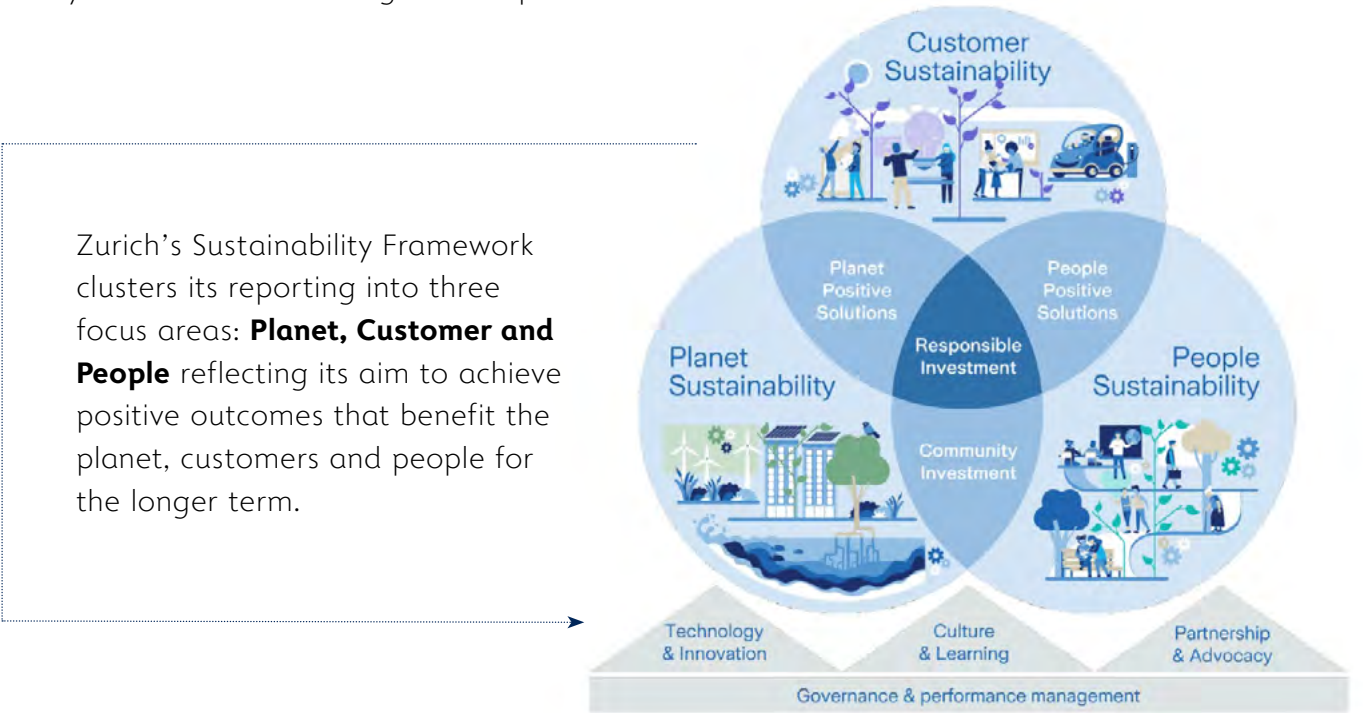 Zurich’s Sustainability Framework
clusters its reporting into three
focus areas: Planet, Customer and
People reflecting its aim to achieve
positive outcomes that benefit the
planet, customers and people for
the longer term.
Customer
Sustainability
Planet
Positive
Solutions
People
Positive
Solutions
Responsible
Investment
Planet
Sustainability
People
Sustainability
Community
Investment
Technology
& Innovation
Culture
& Learning
Partnership
& Advocacy
Governance & performance management